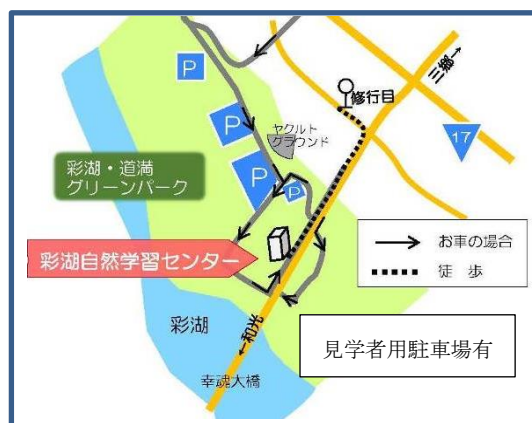 P
P
P
P
修行目
三郷
17
ヤクルト
グラウンド
彩湖・道満
グリーンパーク
彩湖自然学習センター
お車の場合
徒 歩
彩湖
和光
幸魂大橋
見学者用駐車場有